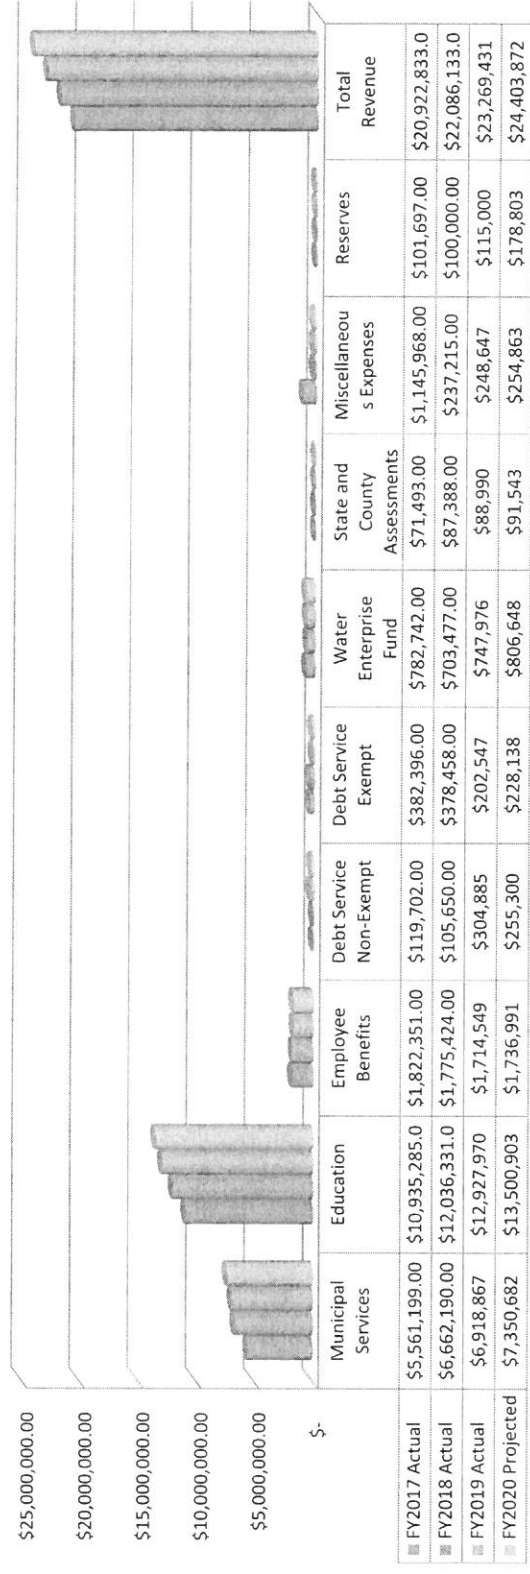 $25,000,000.00
$20,000,000.00
$15,000,000.00
$10,000,000.00
$5,000,000.00
$-
Municipal Services Education Employee Benefits Debt Service Non-Exempt Debt Service Exempt Water Enterprise Fund State and County Assessments Miscellaneou s Expenses Reserves Total Revenue
FY2017 Actual $5,561,199.00 $10,935,285.0 $1,822,351.00 $119,702.00 $382,396.00 $782,742.00 $71,493.00 $1,145,968.00 $101,697.00 $20,922,833.0
FY2018 Actual $6,662,190.00 $12,036,331.0 $1,775,424.00 $105,650.00 $378,458.00 $703,477.00 $87,388.00 $237,215.00 $100,000.00 $22,086,133.0
FY2019 Actual $6,918,867 $12,927,970 $1,714,549 $304,885 $202,547 $747,976 $88,990 $248,647 $115,000 $23,269,431
FY2020 Projected $7,350,682 $13,500,903 $1,736,991 $255,300 $228,138 $806,648 $91,543 $254,863 $178,803 $24,403,872